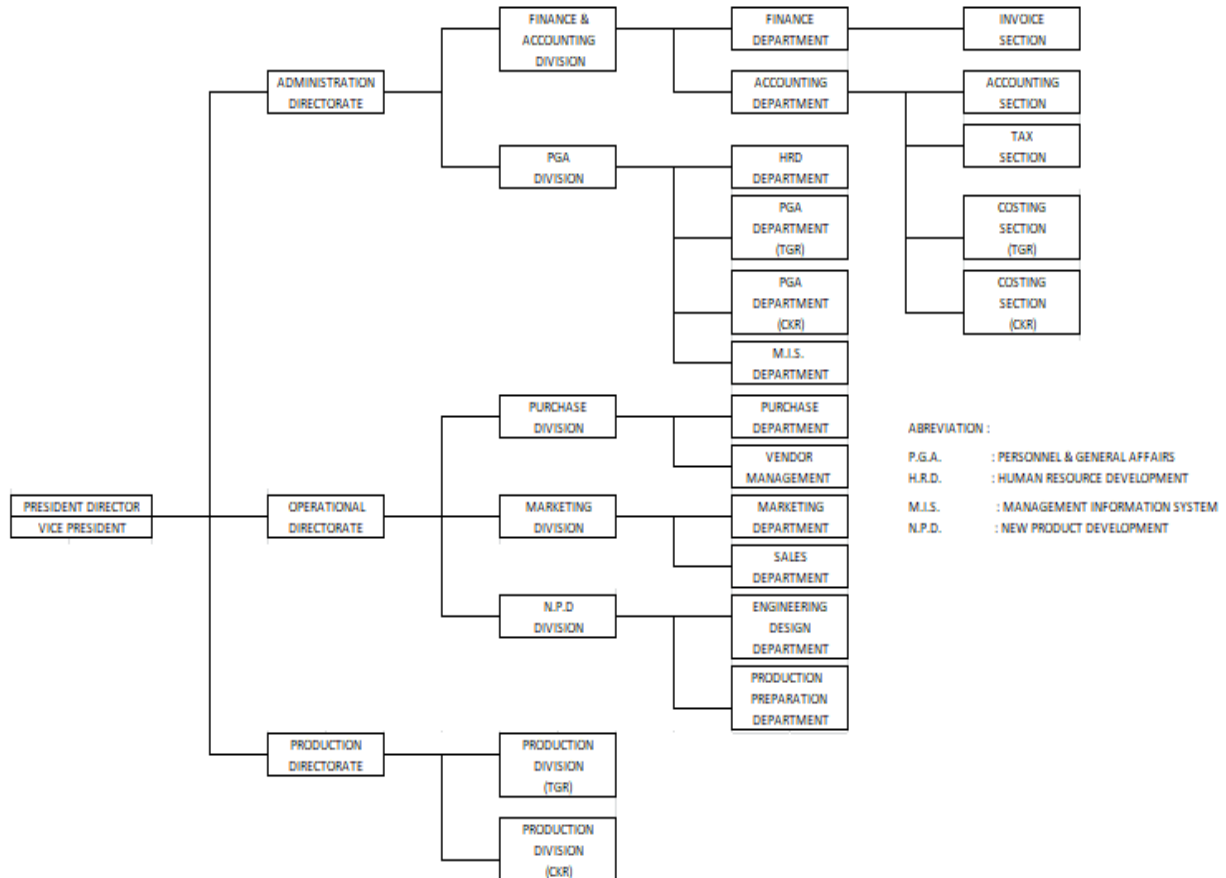 PRESIDENT DIRECTOR
VICE PRESIDENT
ADMINISTRATION
DIRECTORATE
FINANCE &
ACCOUNTING
DIVISION
FINANCE
DEPARTMENT
INVOICE
SECTION
ACCOUNTING
DEPARTMENT
ACCOUNTING
SECTION
TAX
SECTION
COSTING
SECTION
(TGR)
COSTING
SECTION
(CKR)
PGA
DIVISION
HRD
DEPARTMENT
PGA
DEPARTMENT
(TGR)
PGA
DEPARTMENT
(CKR)
M.I.S.
DEPARTMENT
OPERATIONAL
DIRECTORATE
PURCHASE
DIVISION
PURCHASE
DEPARTMENT
VENDOR
MANAGEMENT
MARKETING
DIVISION
MARKETING
DEPARTMENT
SALES
DEPARTMENT
N.P.D
DIVISION
ENGINEERING
DESIGN
DEPARTMENT
PRODUCTION
PREPARATION
DEPARTMENT
PRODUCTION
DIRECTORATE
PRODUCTION
DIVISION
(TGR)
PRODUCTION
DIVISION
(CKR)
ABREVIATION :
P.G.A. : PERSONNEL & GENERAL AFFAIRS
H.R.D. : HUMAN RESOURCE DEVELOPMENT
M.I.S. : MANAGEMENT INFORMATION SYSTEM
N.P.D. : NEW PRODUCT DEVELOPMENT